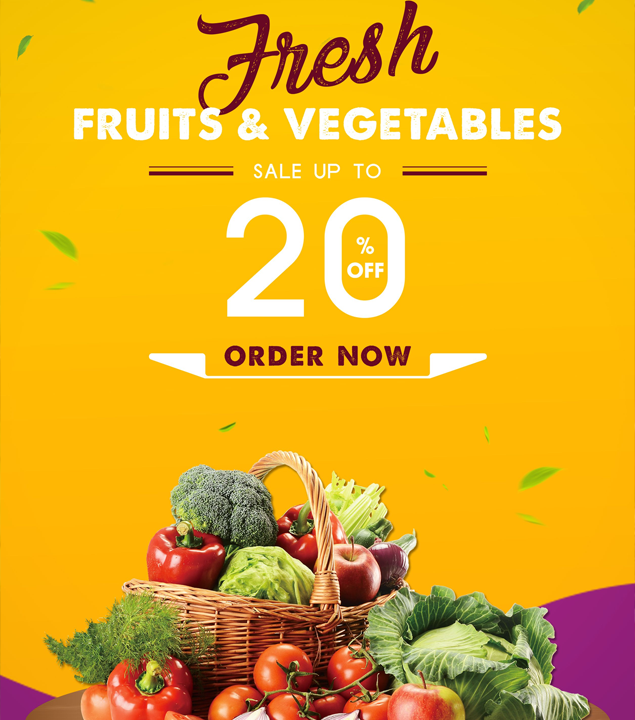 Fresh
FRUITS & VEGETABLES
SALE UP TO
20
%
OFF
ORDER NOW